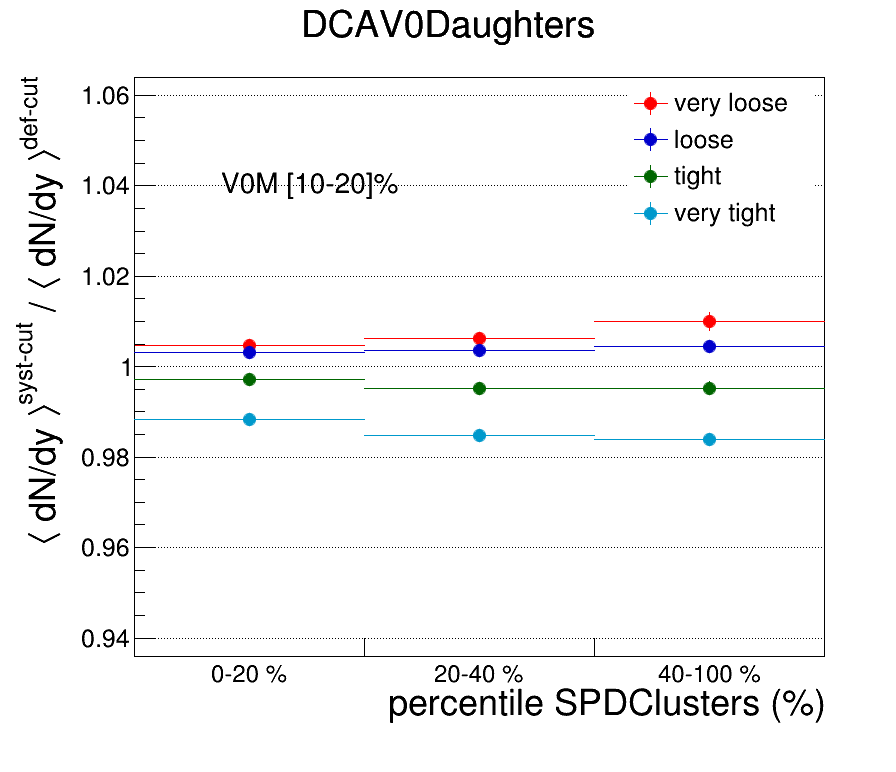 DCAV0Daughters
⟨ dN/dy ⟩^syst-cut / ⟨ dN/dy ⟩^def-cut
1.06
1.04
1.02
1
0.98
0.96
0.94
V0M [10-20]%
very loose
loose
tight
very tight
0-20 % 20-40 % 40-100 %
percentile SPDClusters (%)